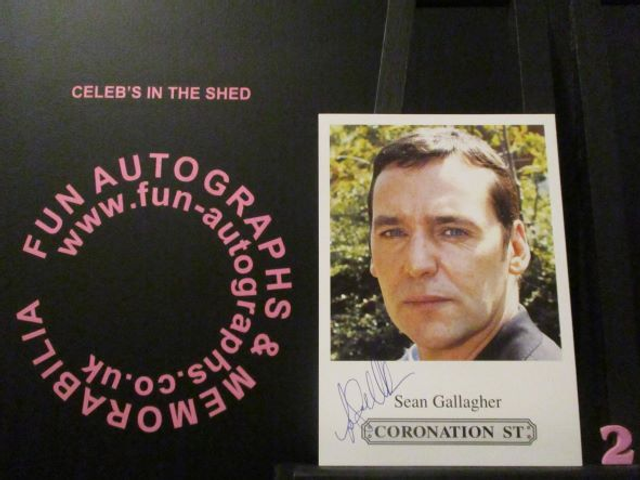 CELEB'S IN THE SHED
FUN AUTOGRAPHS & MEMORABILIA
www.fun-autographs.co.uk
Sean Gallagher
CORONATION ST.
2